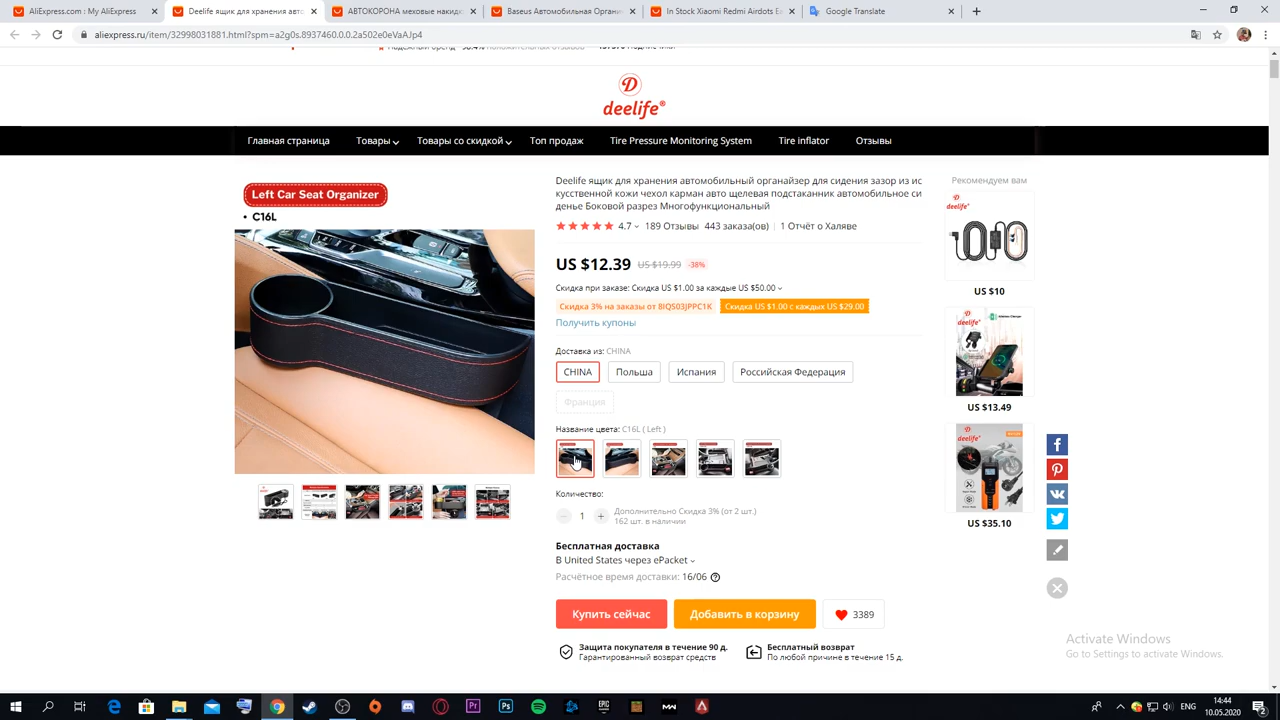 AliExpress.com - Мы AliExpress
Deelife ящик для хранения авто
АВТОКОРОНА меховые накид
Baseus Автомобильный Органи
In Stock Xiaomi Redmi Airdots Ea
Google Translate
aliexpress.ru/item/32998031881.html?spm=a2g0s.8937460.0.0.2a502e0eVaAJp4
deelife®
Главная страница Товары Товары со скидкой Топ продаж Tire Pressure Monitoring System Tire inflator Отзывы
Left Car Seat Organizer
• C16L
Deelife ящик для хранения автомобильный органайзер для сидения зазор из ис
кусственной кожи чехол карман авто щелевая подстаканник автомобильное си
денье Боковой разрез Многофункциональный
4.7 189 Отзывы 443 заказа(ов) 1 Отчёт о Халяве
US $12.39 US $19.99 -38%
Скидка при заказе: Скидка US $1.00 за каждые US $50.00
Скидка 3% на заказы от 8IQS03JPPC1K Скидка US $1.00 с каждых US $29.00
Получить купоны
Доставка из: CHINA
CHINA Польша Испания Российская Федерация
Франция
Название цвета: C16L ( Left )
Количество:
1
Дополнительно Скидка 3% (от 2 шт.)
162 шт. в наличии
Бесплатная доставка
В United States через ePacket
Расчётное время доставки: 16/06
Купить сейчас Добавить в корзину 3389
Защита покупателя в течение 90 д.
Гарантированный возврат средств
Бесплатный возврат
По любой причине в течение 15 д.
Рекомендуем вам
deelife
US $10
deelife
US $13.49
deelife
US $35.10
Activate Windows
Go to Settings to activate Windows.
ENG
14:44
10.05.2020